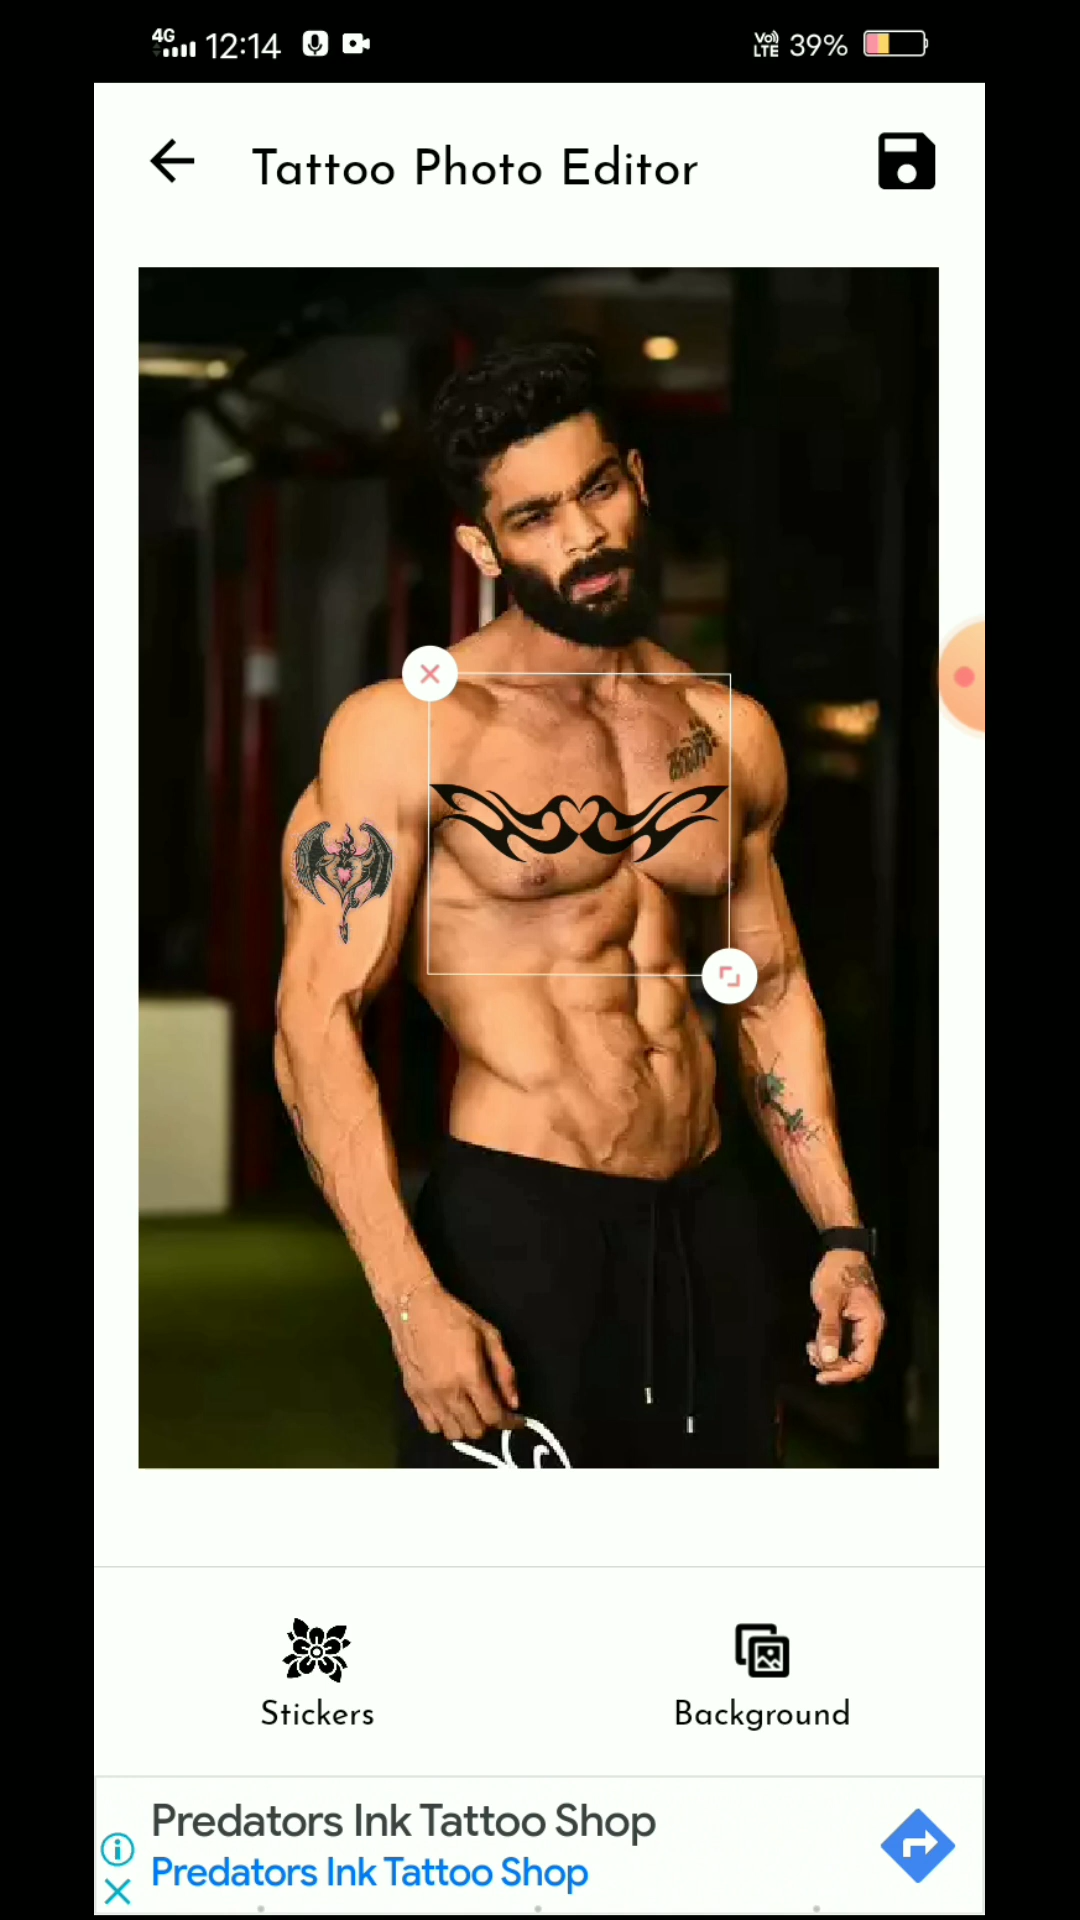 4G 12:14 Vo) LTE 39%
Tattoo Photo Editor
Stickers
Background
Predators Ink Tattoo Shop
Predators Ink Tattoo Shop